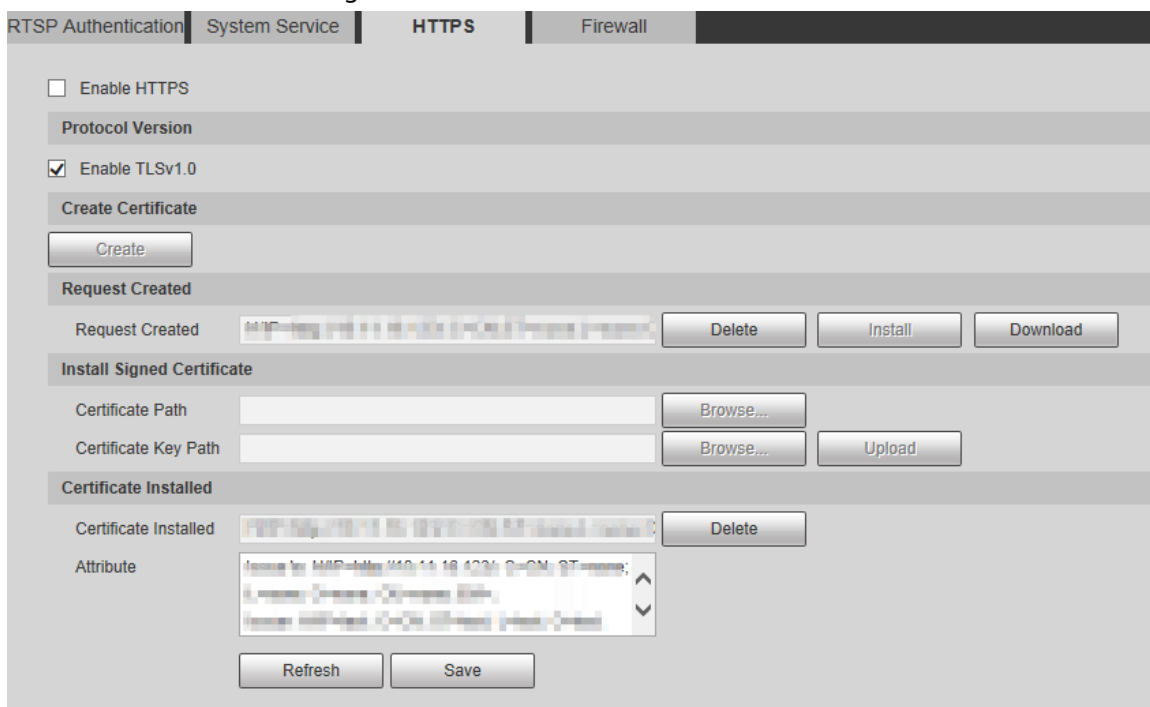 RTSP Authentication System Service HTTPS Firewall
Enable HTTPS
Protocol Version
Enable TLSv1.0
Create Certificate
Create
Request Created
Request Created Delete Install Download
Install Signed Certificate
Certificate Path Browse...
Certificate Key Path Browse... Upload
Certificate Installed
Certificate Installed Delete
Attribute
Refresh Save